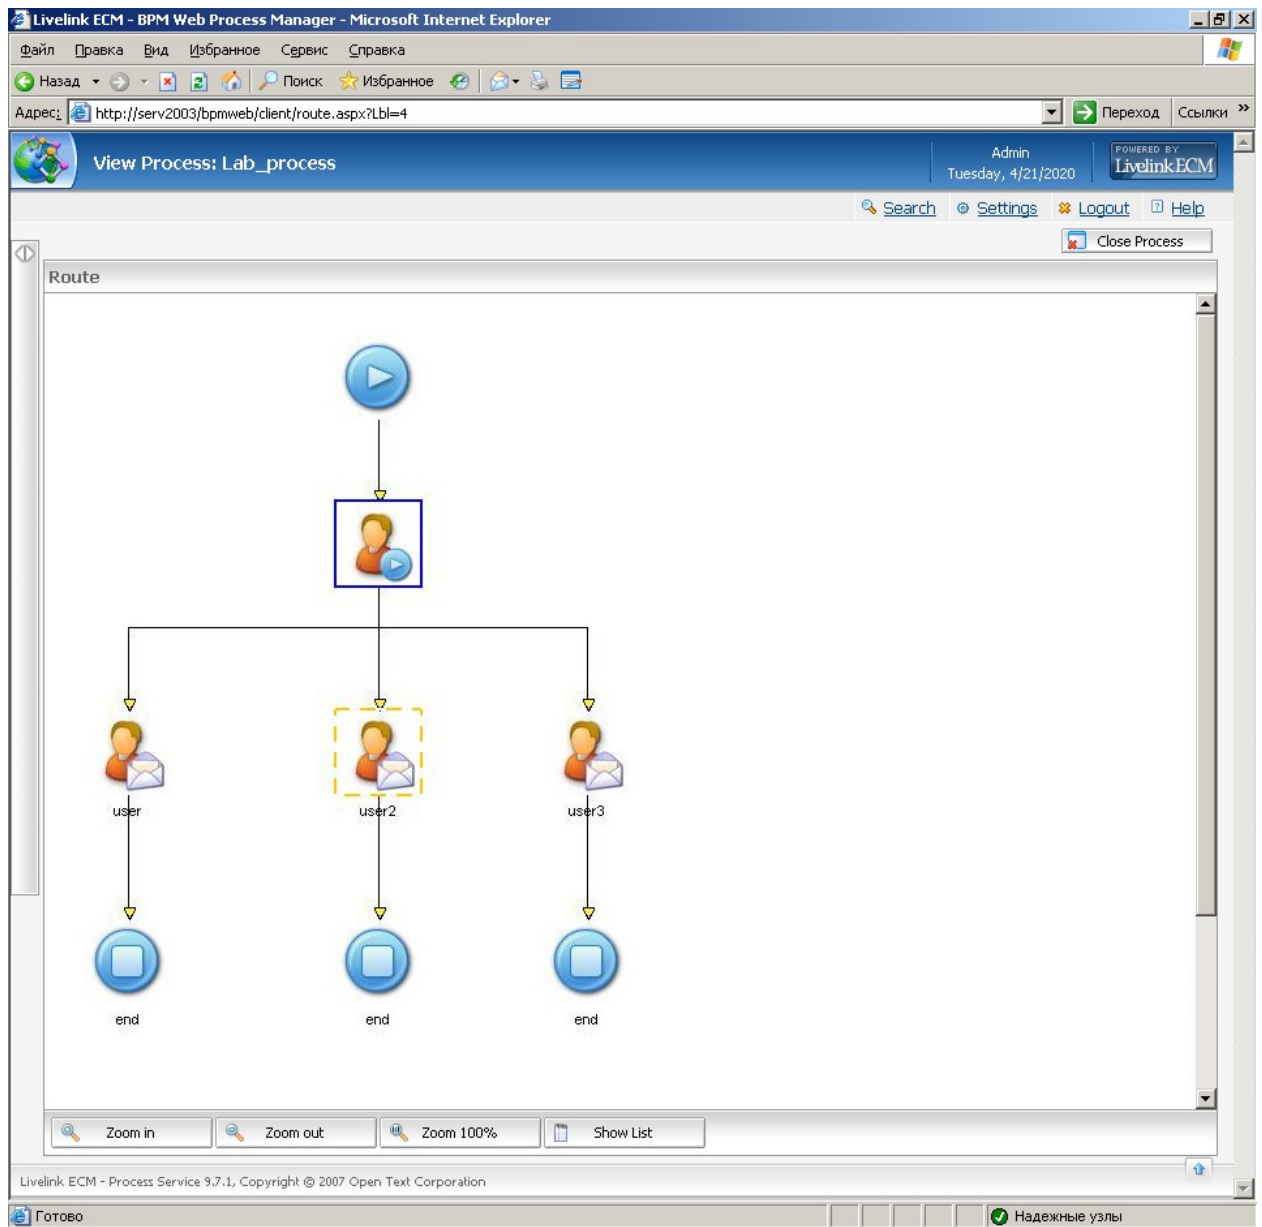 Livelink ECM - BPM Web Process Manager - Microsoft Internet Explorer
Файл Правка Вид Избранное Сервис Справка
Назад Поиск Избранное
Адрес: http://serv2003/bpmweb/client/route.aspx?Lbl=4 Переход Ссылки »
View Process: Lab_process
Admin
Tuesday, 4/21/2020
POWERED BY
Livelink ECM
Search Settings Logout Help
Close Process
Route
user user2 user3
end end end
Zoom in Zoom out Zoom 100% Show List
Livelink ECM - Process Service 9.7.1, Copyright © 2007 Open Text Corporation
Готово Надежные узлы